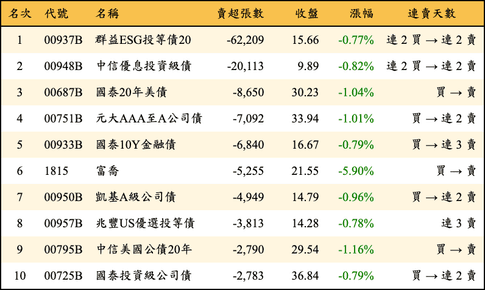 名次 代號 名稱 賣超張數 收盤 漲幅 連賣天數
1 00937B 群益ESG投等債20 -62,209 15.66 -0.77% 連 2 買 → 連 2 賣
2 00948B 中信優息投資級債 -20,113 9.89 -0.82% 連 2 買 → 連 2 賣
3 00687B 國泰20年美債 -8,650 30.23 -1.04% 買 → 賣
4 00751B 元大AAA至A公司債 -7,092 33.94 -1.01% 買 → 連 2 賣
5 00933B 國泰10Y金融債 -6,840 16.67 -0.79% 買 → 連 3 賣
6 1815 富喬 -5,255 21.55 -5.90% 買 → 賣
7 00950B 凱基A級公司債 -4,949 14.79 -0.96% 買 → 連 2 賣
8 00957B 兆豐US優選投等債 -3,813 14.28 -0.78% 連 3 賣
9 00795B 中信美國公債20年 -2,790 29.54 -1.16% 買 → 賣
10 00725B 國泰投資級公司債 -2,783 36.84 -0.79% 買 → 連 2 賣